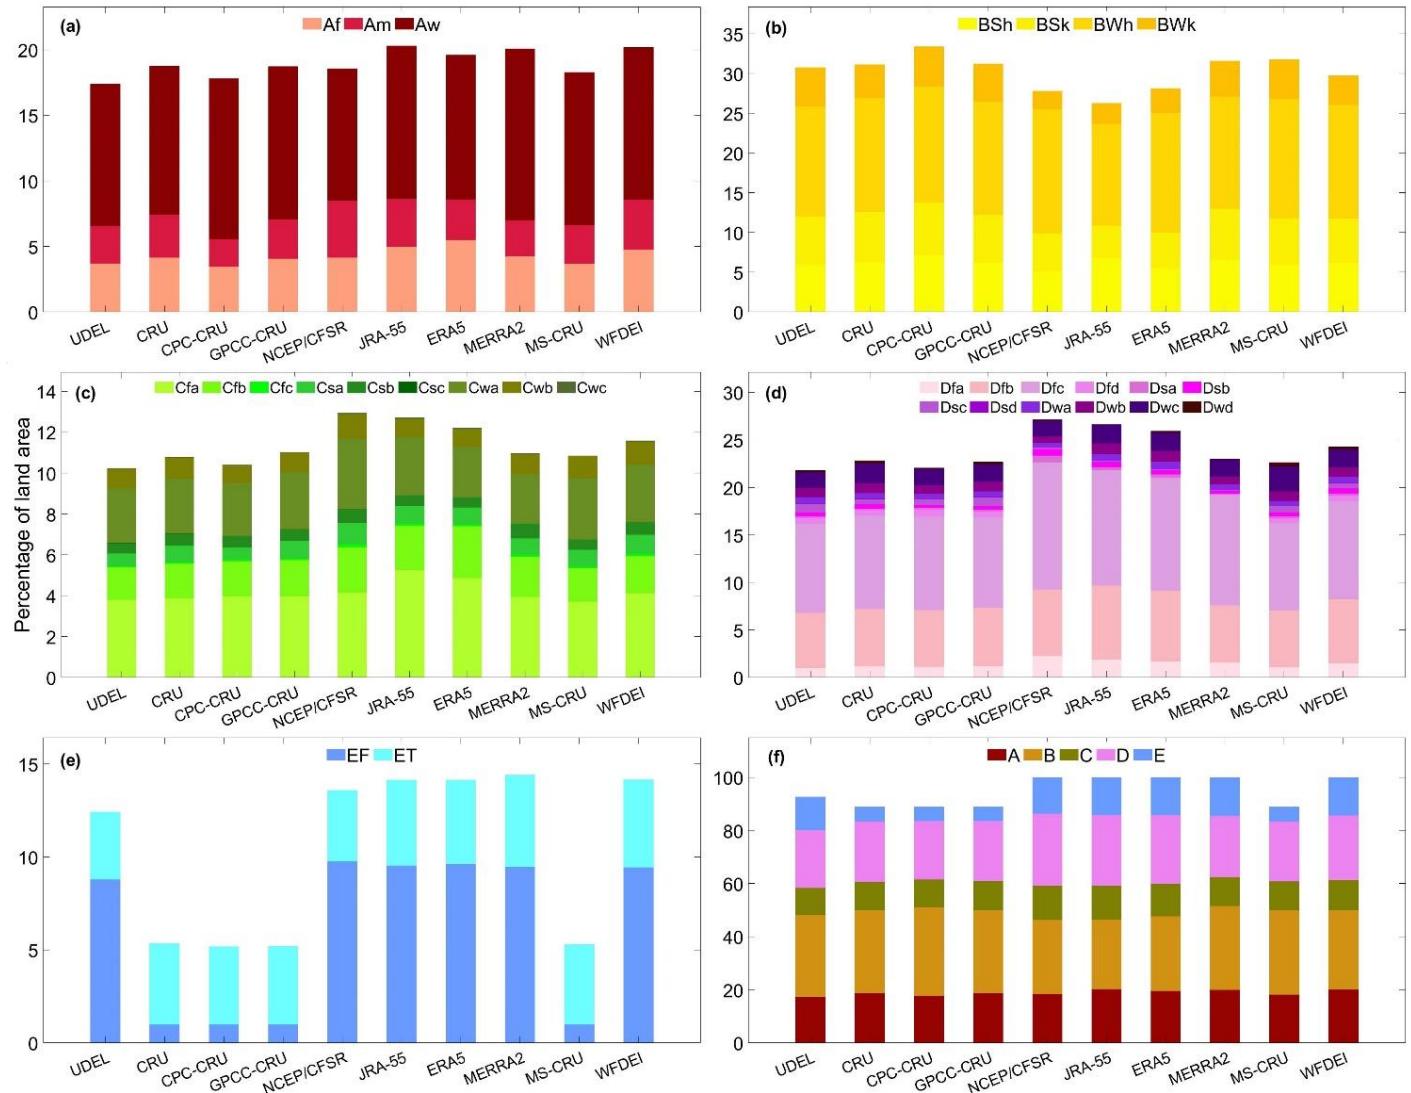 (a) Af Am Aw
20
15
10
5
0
UDEL CRU CPC-CRU GPCC-CRU NCEP/CFSR JRA-55 ERA5 MERRA2 MS-CRU WFDEI
(b) BSh BSk BWh BWk
35
30
25
20
15
10
5
0
UDEL CRU CPC-CRU GPCC-CRU NCEP/CFSR JRA-55 ERA5 MERRA2 MS-CRU WFDEI
Percentage of land area
(c) Cfa Cfb Cfc Csa Csb Csc Cwa Cwb Cwc
14
12
10
8
6
4
2
0
UDEL CRU CPC-CRU GPCC-CRU NCEP/CFSR JRA-55 ERA5 MERRA2 MS-CRU WFDEI
(d) Dfa Dfb Dfc Dfd Dsa Dsb
Dsc Dsd Dwa Dwb Dwc Dwd
30
25
20
15
10
5
0
UDEL CRU CPC-CRU GPCC-CRU NCEP/CFSR JRA-55 ERA5 MERRA2 MS-CRU WFDEI
(e) EF ET
15
10
5
0
UDEL CRU CPC-CRU GPCC-CRU NCEP/CFSR JRA-55 ERA5 MERRA2 MS-CRU WFDEI
(f) A B C D E
100
80
60
40
20
0
UDEL CRU CPC-CRU GPCC-CRU NCEP/CFSR JRA-55 ERA5 MERRA2 MS-CRU WFDEI